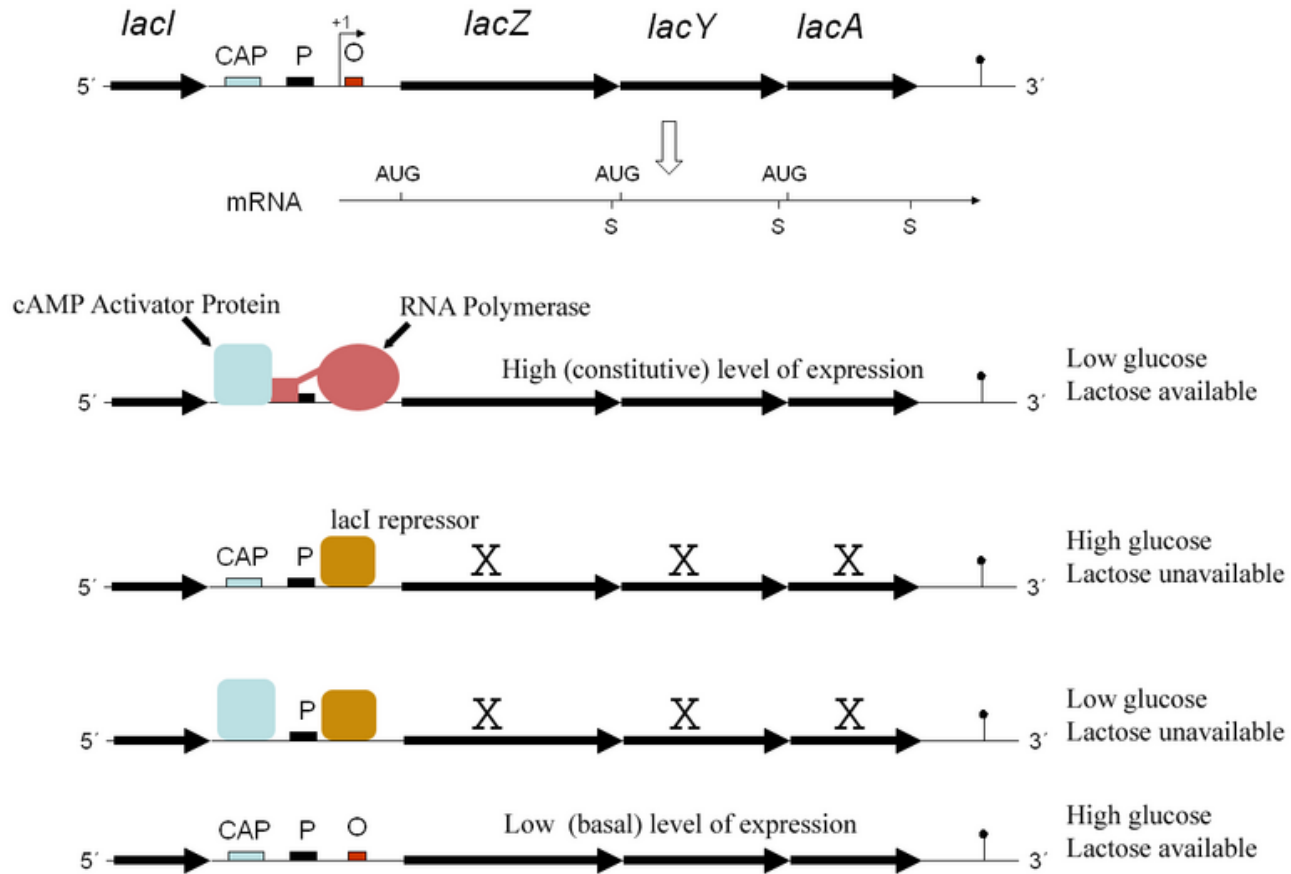 lacI lacZ lacY lacA
+1
CAP P O
5´ 3´
AUG AUG AUG
mRNA
S S S
cAMP Activator Protein RNA Polymerase
High (constitutive) level of expression
Low glucose
Lactose available
5´ 3´
lacI repressor
CAP P X X X
High glucose
Lactose unavailable
5´ 3´
P X X X
Low glucose
Lactose unavailable
5´ 3´
CAP P O Low (basal) level of expression
High glucose
Lactose available
5´ 3´